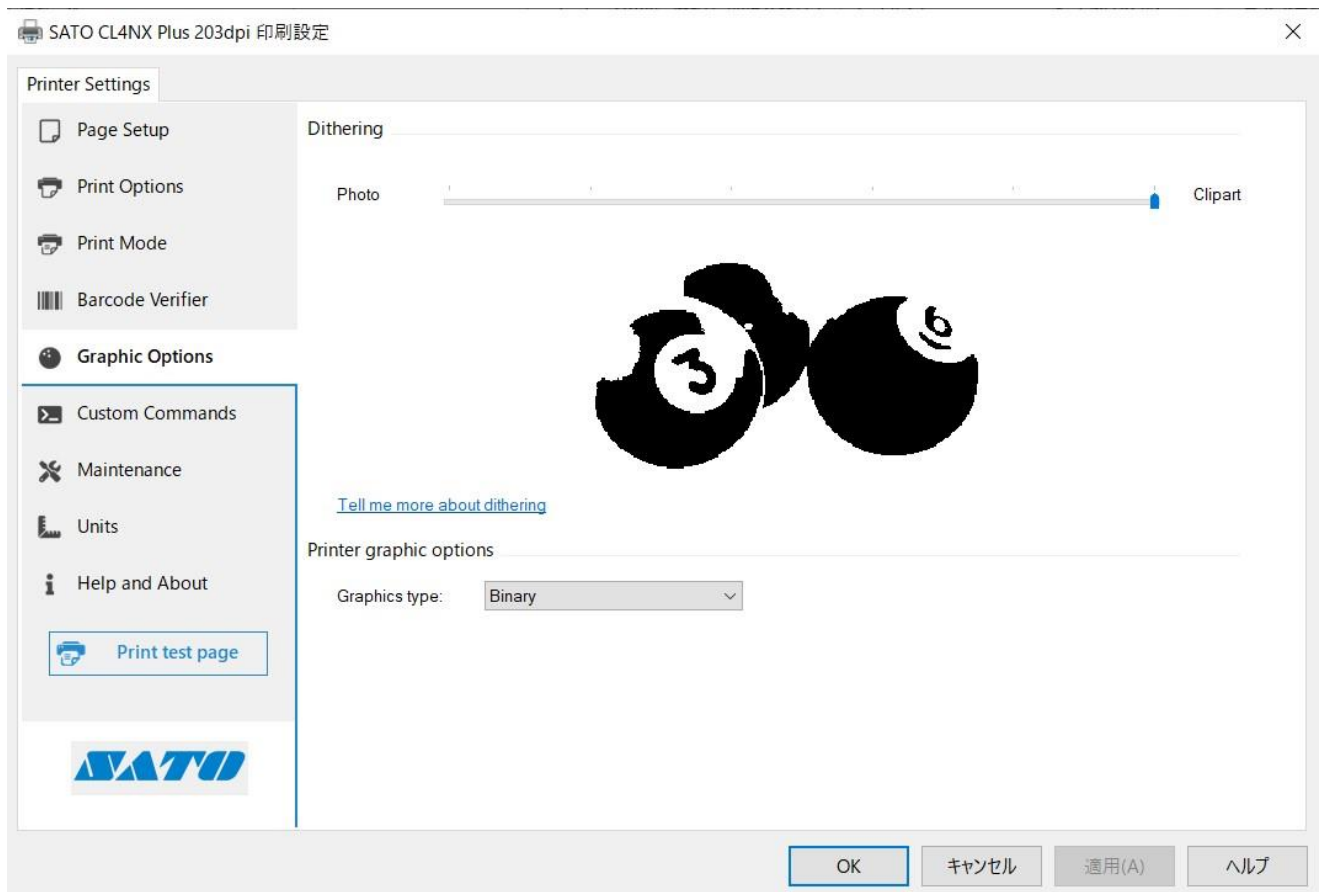 SATO CL4NX Plus 203dpi 印刷設定
Printer Settings
Page Setup
Print Options
Print Mode
Barcode Verifier
Graphic Options
Custom Commands
Maintenance
Units
Help and About
Print test page
SATO
Dithering
Photo
Clipart
3
6
Tell me more about dithering
Printer graphic options
Graphics type: Binary
OK
キャンセル
適用(A)
ヘルプ